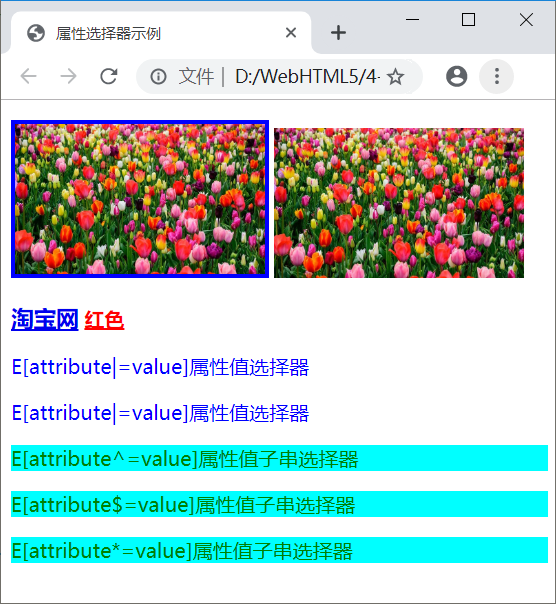 属性选择器示例
文件 | D:/WebHTML5/4-
淘宝网 红色
E[attribute|=value]属性值选择器
E[attribute|=value]属性值选择器
E[attribute^=value]属性值子串选择器
E[attribute$=value]属性值子串选择器
E[attribute*=value]属性值子串选择器